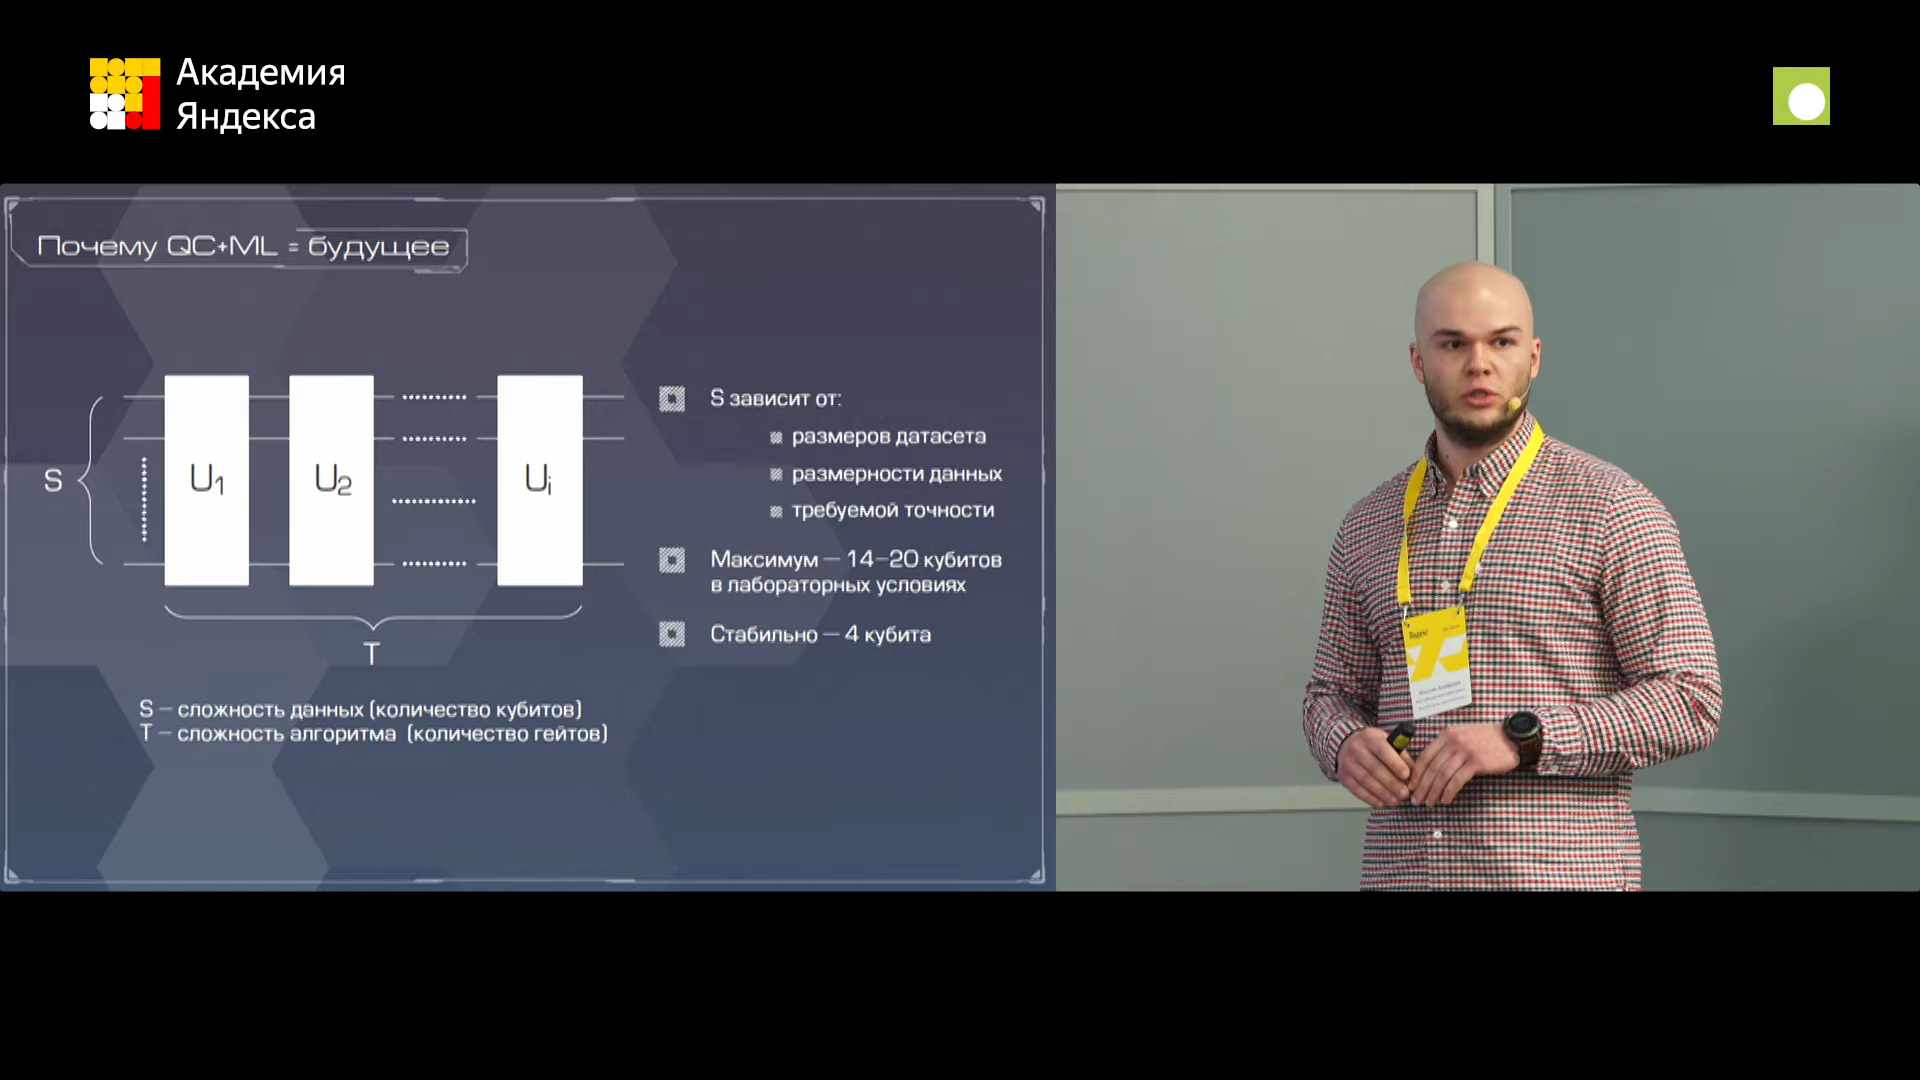 Академия
Яндекса
Почему QC+ML = будущее
S
U1
U2
Ui
T
S – сложность данных (количество кубитов)
T – сложность алгоритма (количество гейтов)
S зависит от:
размеров датасета
размерности данных
требуемой точности
Максимум – 14–20 кубитов
в лабораторных условиях
Стабильно – 4 кубита
Яндекс